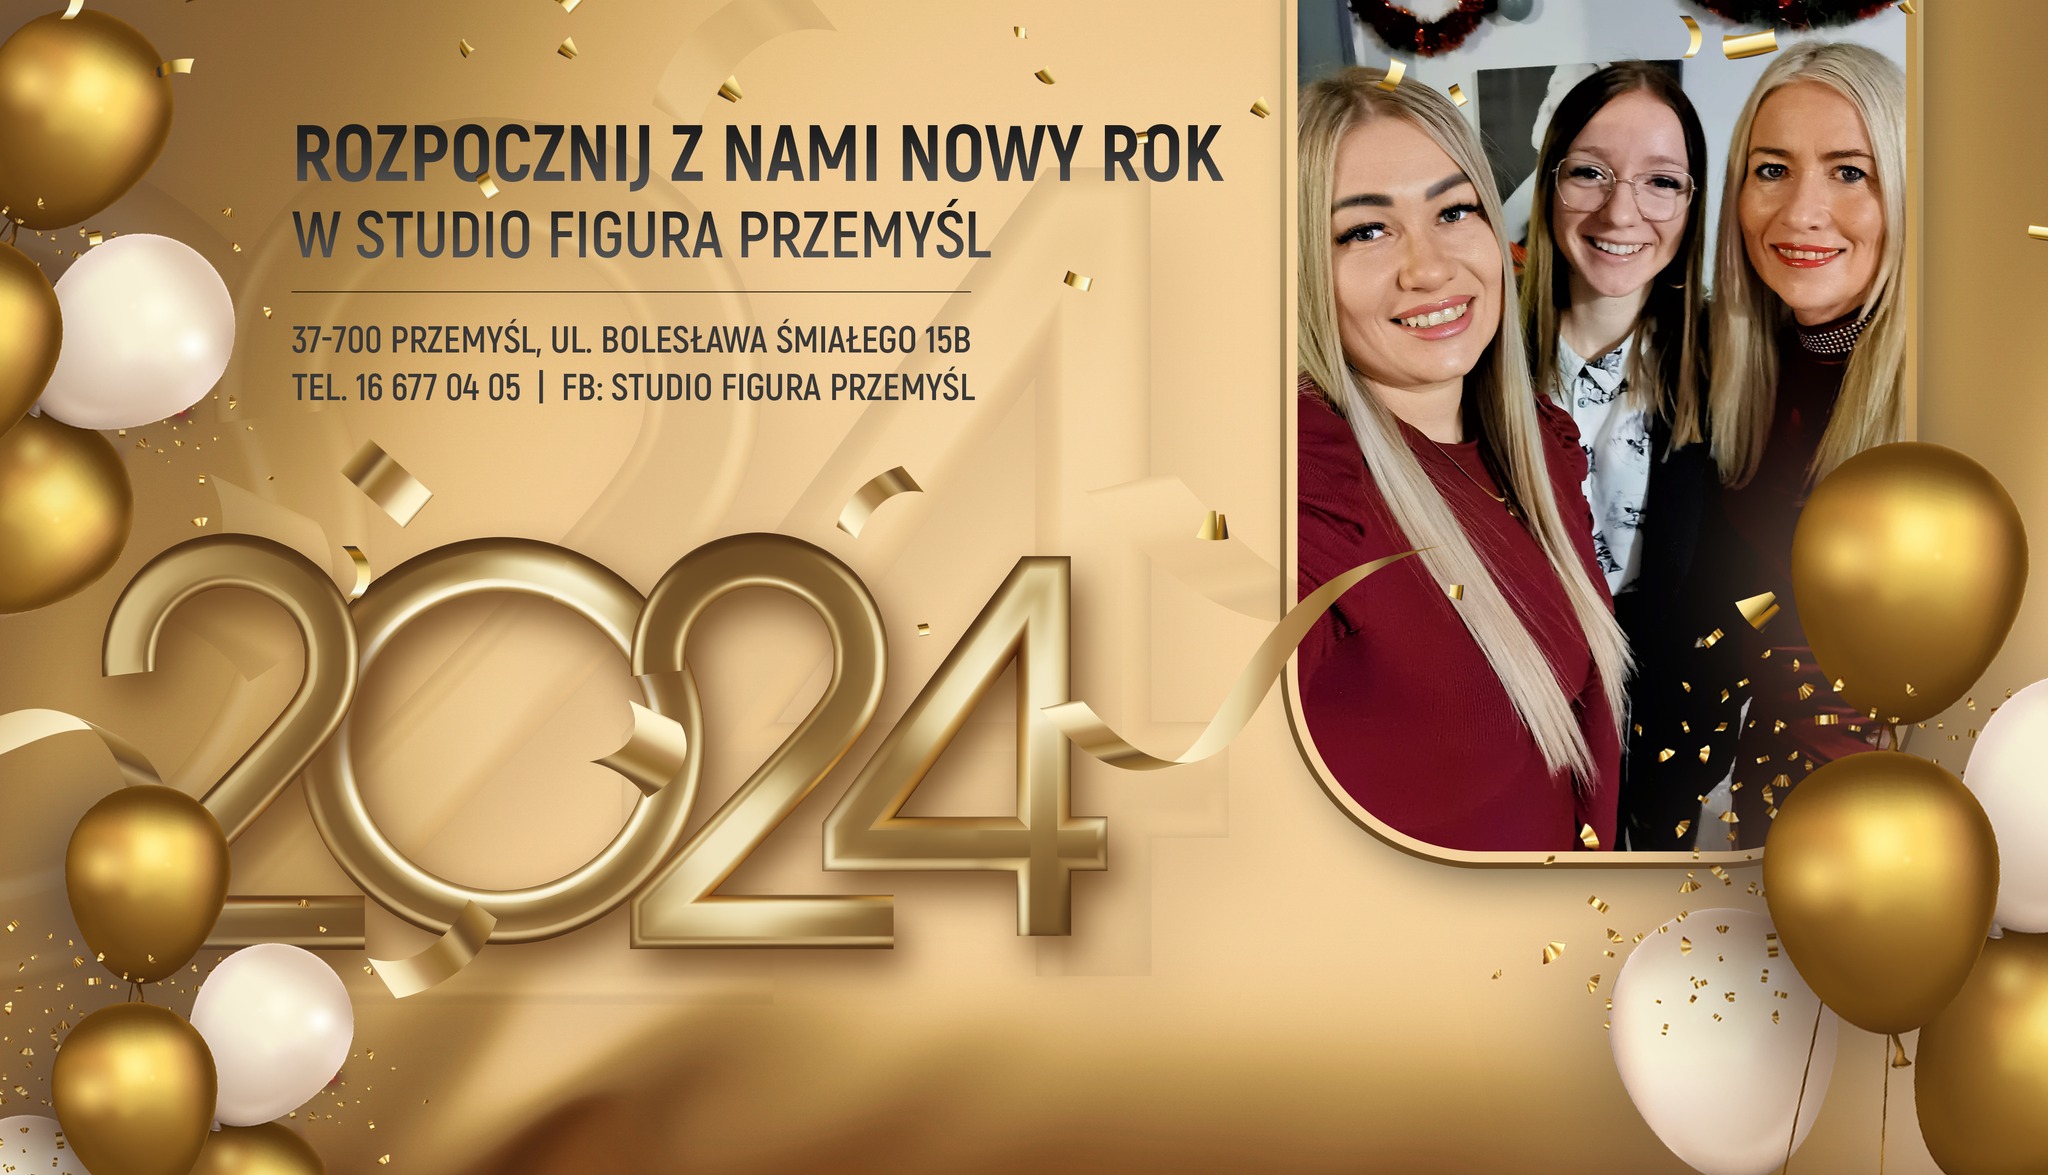 ROZPOCZNIJ Z NAMI NOWY ROK
W STUDIO FIGURA PRZEMYŚL
37-700 PRZEMYŚL, UL. BOLESŁAWA ŚMIAŁEGO 15B
TEL. 16 677 04 05 | FB: STUDIO FIGURA PRZEMYŚL
2024